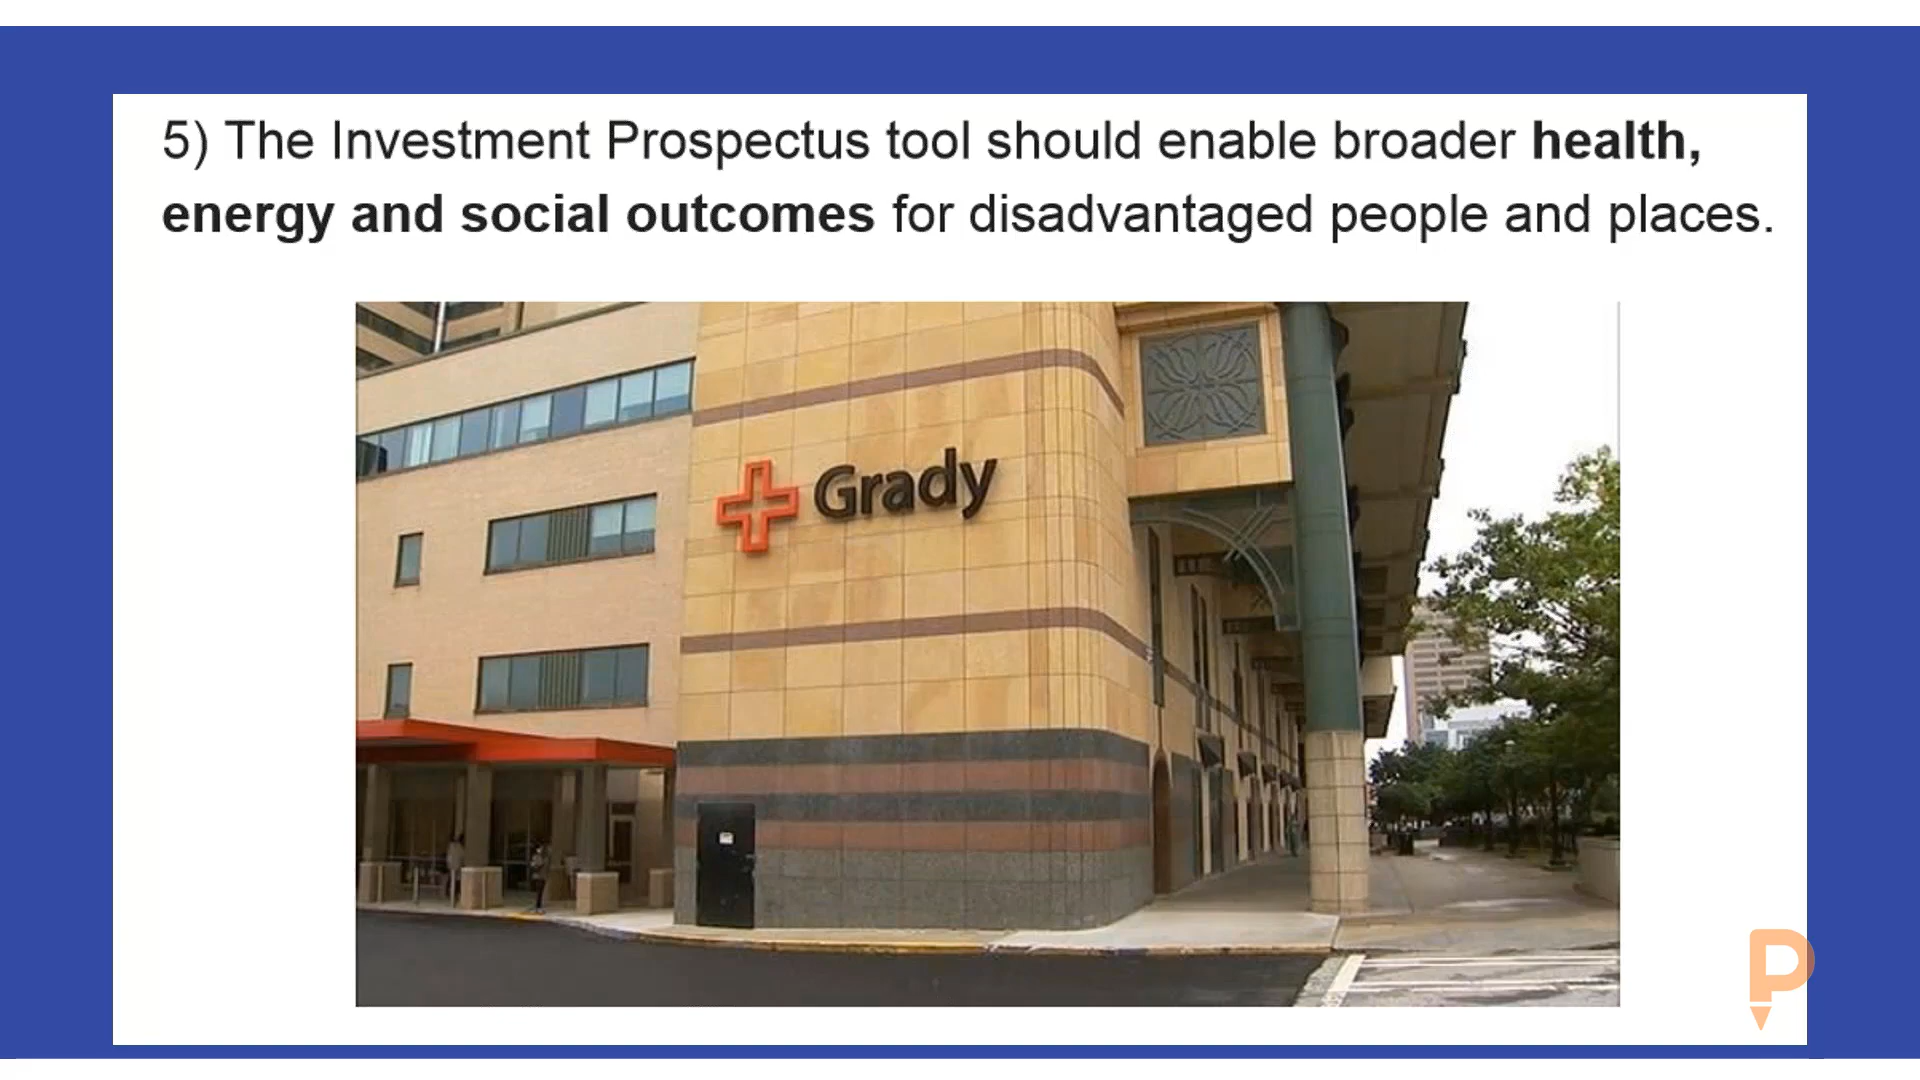 5) The Investment Prospectus tool should enable broader health,
energy and social outcomes for disadvantaged people and places.
Grady
P